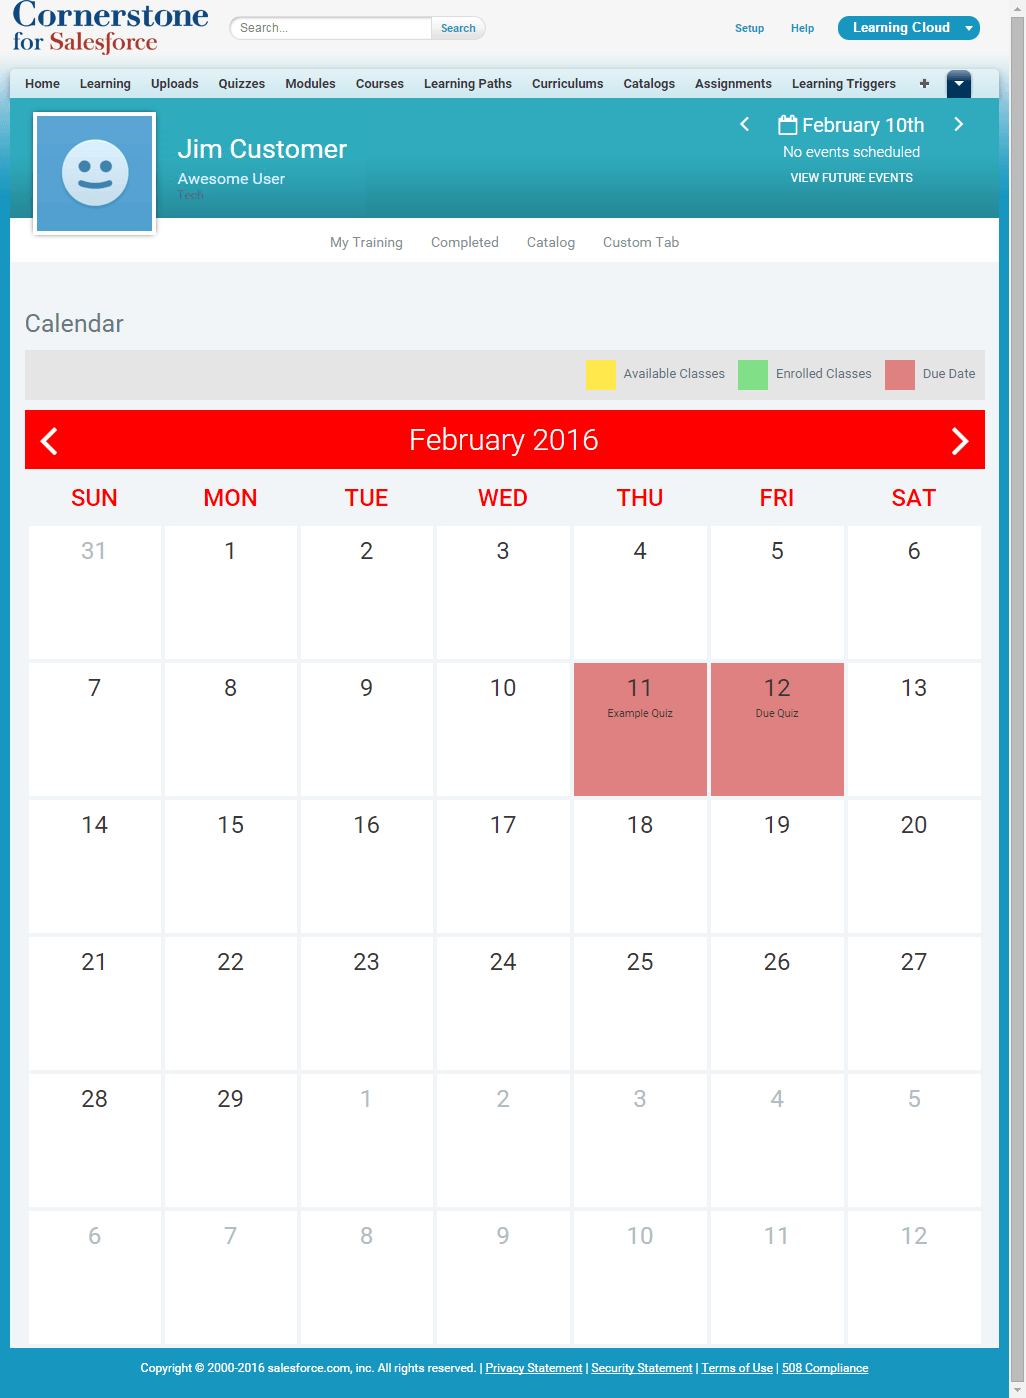 Cornerstone
for Salesforce
Search...
Search
Setup
Help
Learning Cloud
Home Learning Uploads Quizzes Modules Courses Learning Paths Curriculums Catalogs Assignments Learning Triggers +
February 10th
Jim Customer
No events scheduled
Awesome User
VIEW FUTURE EVENTS
Tech
My Training Completed Catalog Custom Tab
Calendar
Available Classes Enrolled Classes Due Date
February 2016
SUN MON TUE WED THU FRI SAT
31 1 2 3 4 5 6
7 8 9 10 11 12 13
Example Quiz Due Quiz
14 15 16 17 18 19 20
21 22 23 24 25 26 27
28 29 1 2 3 4 5
6 7 8 9 10 11 12
Copyright © 2000-2016 salesforce.com, inc. All rights reserved. | Privacy Statement | Security Statement | Terms of Use | 508 Compliance